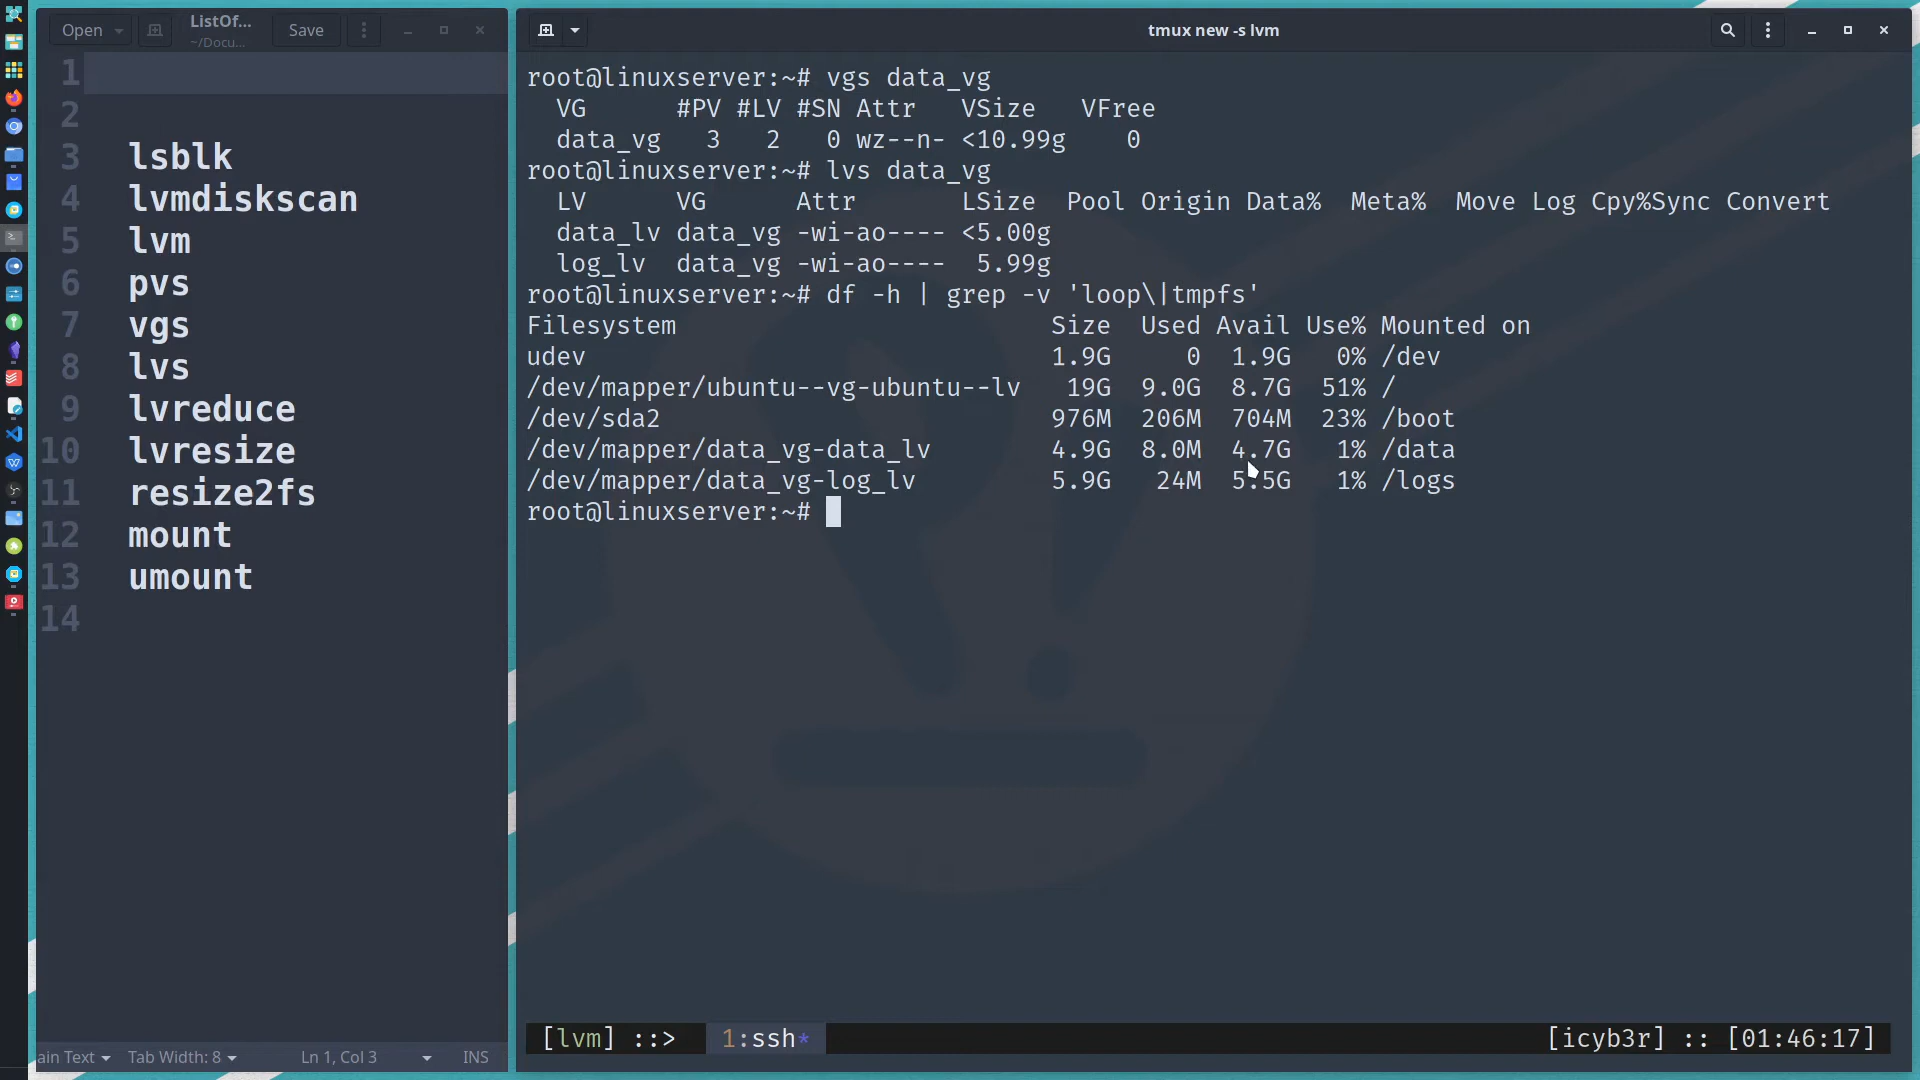 Open
ListOf...
~/Docu...
Save
1
2
3 lsblk
4 lvmdiskscan
5 lvm
6 pvs
7 vgs
8 lvs
9 lvreduce
10 lvresize
11 resize2fs
12 mount
13 umount
14
ain Text Tab Width: 8 Ln 1, Col 3 INS
tmux new -s lvm
root@linuxserver:~# vgs data_vg
VG #PV #LV #SN Attr VSize VFree
data_vg 3 2 0 wz--n- <10.99g 0
root@linuxserver:~# lvs data_vg
LV VG Attr LSize Pool Origin Data% Meta% Move Log Cpy%Sync Convert
data_lv data_vg -wi-ao---- <5.00g
log_lv data_vg -wi-ao---- 5.99g
root@linuxserver:~# df -h | grep -v 'loop\|tmpfs'
Filesystem Size Used Avail Use% Mounted on
udev 1.9G 0 1.9G 0% /dev
/dev/mapper/ubuntu--vg-ubuntu--lv 19G 9.0G 8.7G 51% /
/dev/sda2 976M 206M 704M 23% /boot
/dev/mapper/data_vg-data_lv 4.9G 8.0M 4.7G 1% /data
/dev/mapper/data_vg-log_lv 5.9G 24M 5.5G 1% /logs
root@linuxserver:~#
[lvm] ::> 1:ssh* [icyb3r] :: [01:46:17]